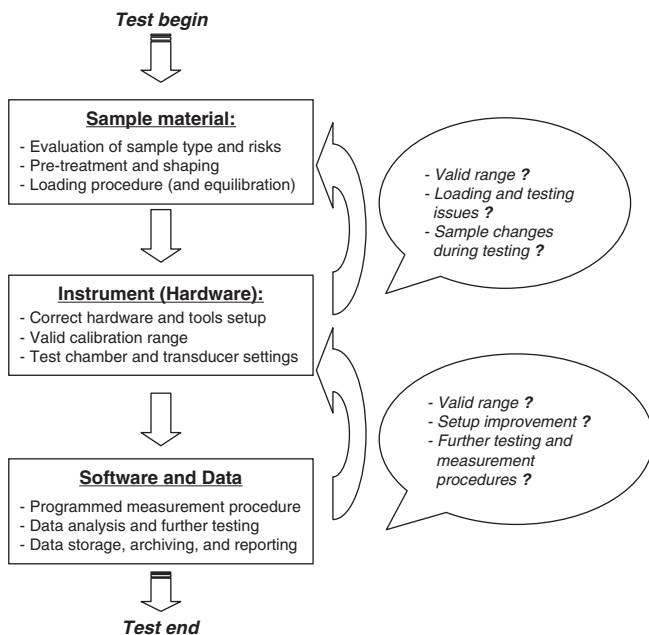 Test begin
Sample material:
- Evaluation of sample type and risks
- Pre-treatment and shaping
- Loading procedure (and equilibration)
- Valid range ?
- Loading and testing
issues ?
- Sample changes
during testing ?
Instrument (Hardware):
- Correct hardware and tools setup
- Valid calibration range
- Test chamber and transducer settings
- Valid range ?
- Setup improvement ?
- Further testing and
measurement
procedures ?
Software and Data
- Programmed measurement procedure
- Data analysis and further testing
- Data storage, archiving, and reporting
Test end